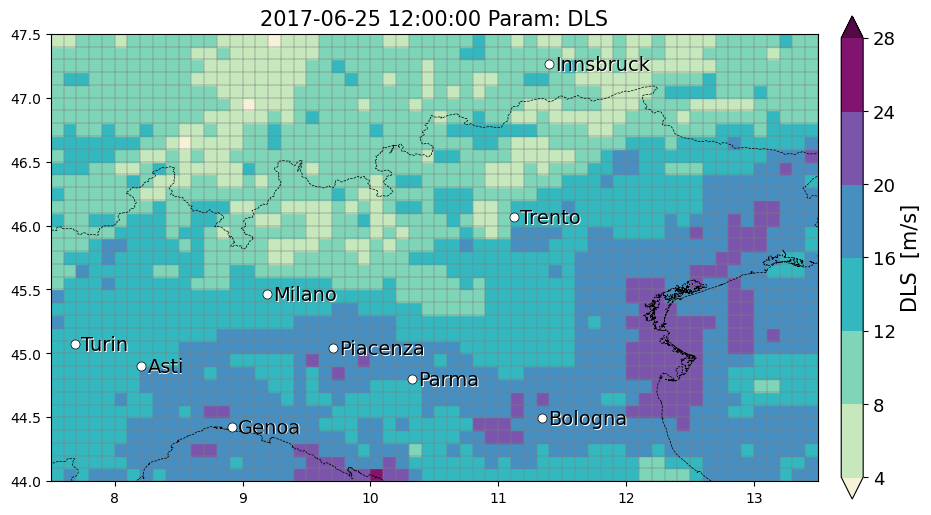 2017-06-25 12:00:00 Param: DLS
47.5
47.0
46.5
46.0
45.5
45.0
44.5
44.0
8
9
10
11
12
13
Innsbruck
Trento
Milano
Turin
Asti
Piacenza
Parma
Genoa
Bologna
28
24
20
16
12
8
4
DLS [m/s]